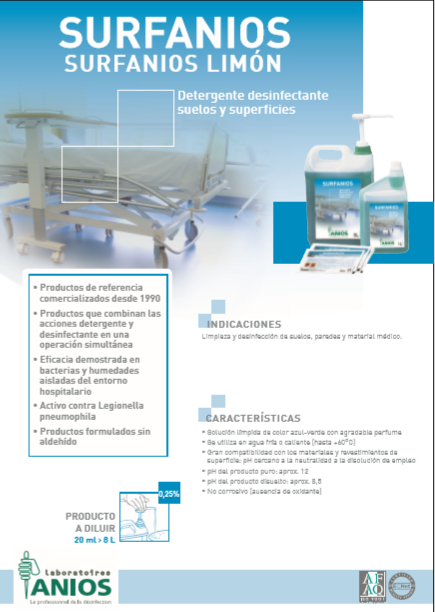 SURFANIOS
SURFANIOS LIMÓN
Detergente desinfectante
suelos y superficies
SURFANIOS
ANIOS
5L
SURFANIOS
ANIOS
1L
• Productos de referencia
comercializados desde 1990
• Productos que combinan las
acciones detergente y
desinfectante en una
operación simultánea
• Eficacia demostrada en
bacterias y humedades
aisladas del entorno
hospitalario
• Activo contra Legionella
pneumophila
• Productos formulados sin
aldehído
INDICACIONES
Limpieza y desinfección de suelos, paredes y material médico.
CARACTERÍSTICAS
• Solución límpida de color azul-verde con agradable perfume
• Se utiliza en agua fría o caliente (hasta +60°C)
• Gran compatibilidad con los materiales y revestimientos de
superficie: pH cercano a la neutralidad a la disolución de empleo
• pH del producto puro: aprox. 12
• pH del producto disuelto: aprox. 8,5
• No corrosivo (ausencia de oxidante)
0,25%
PRODUCTO
A DILUIR
20 ml > 8 L
Laboratoires
ANIOS
Le professionnel de la désinfection
AFAQ